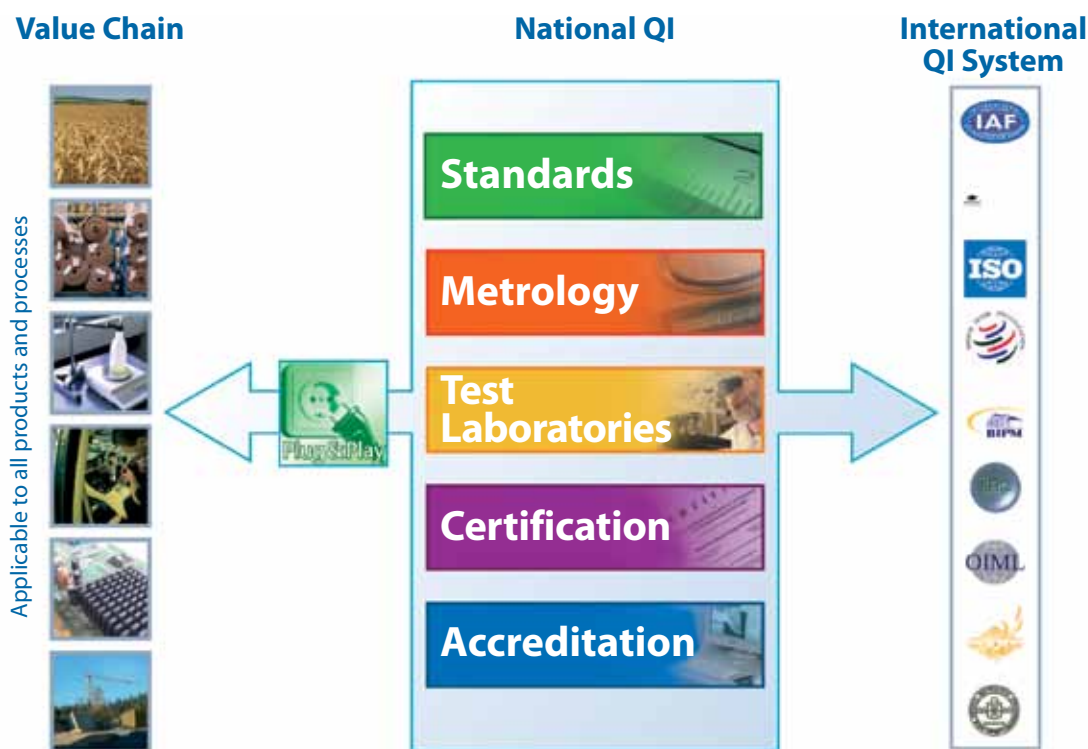 Value Chain
National QI
International
QI System
Applicable to all products and processes
Standards
Metrology
Test
Laboratories
Certification
Accreditation
Plug&Play
IAF
ISO
BIPM
OIML